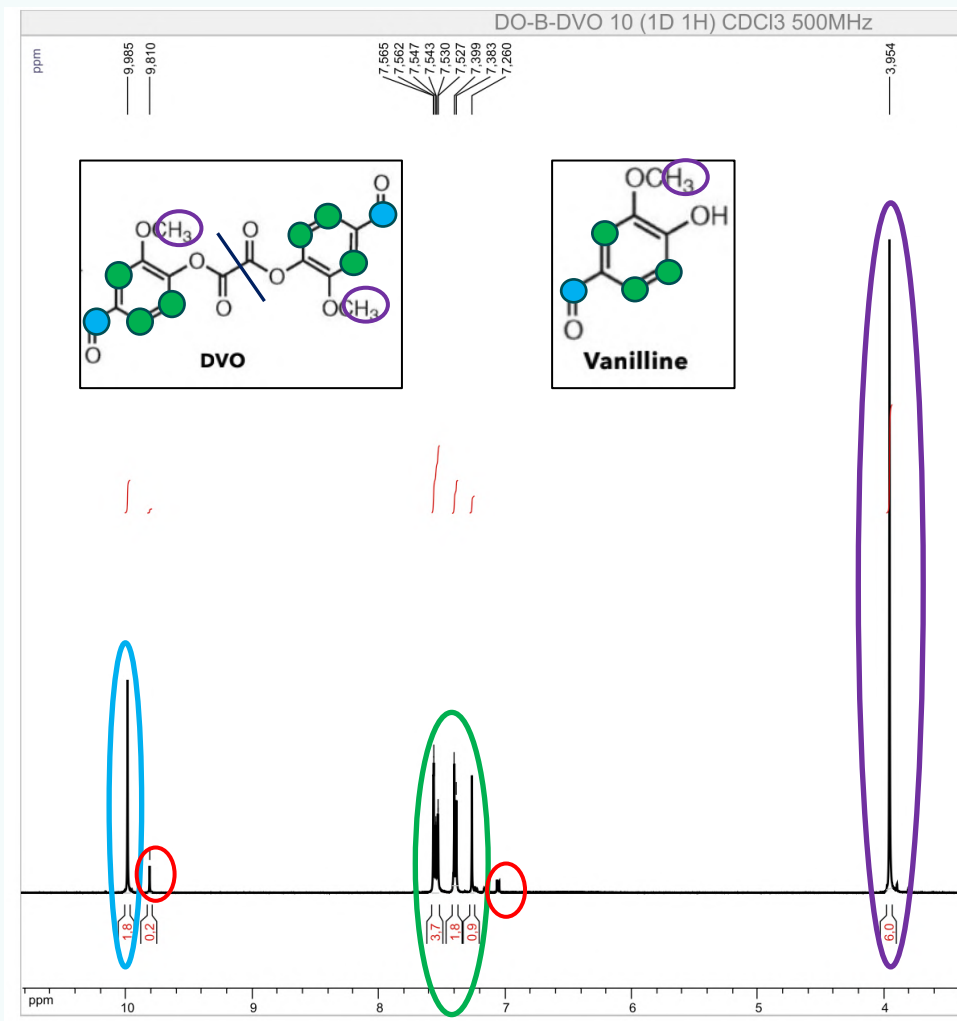 DO-B-DVO 10 (1D 1H) CDCl3 500MHz
ppm
9,985
9,810
7,565
7,562
7,547
7,543
7,530
7,527
7,399
7,383
7,260
3,954
OCH3
O
O
O
O
O
OCH3
O
DVO
OCH3
OH
O
Vanilline
1,8
0,2
3,7
1,8
0,9
6,0
ppm
10
9
8
7
6
5
4